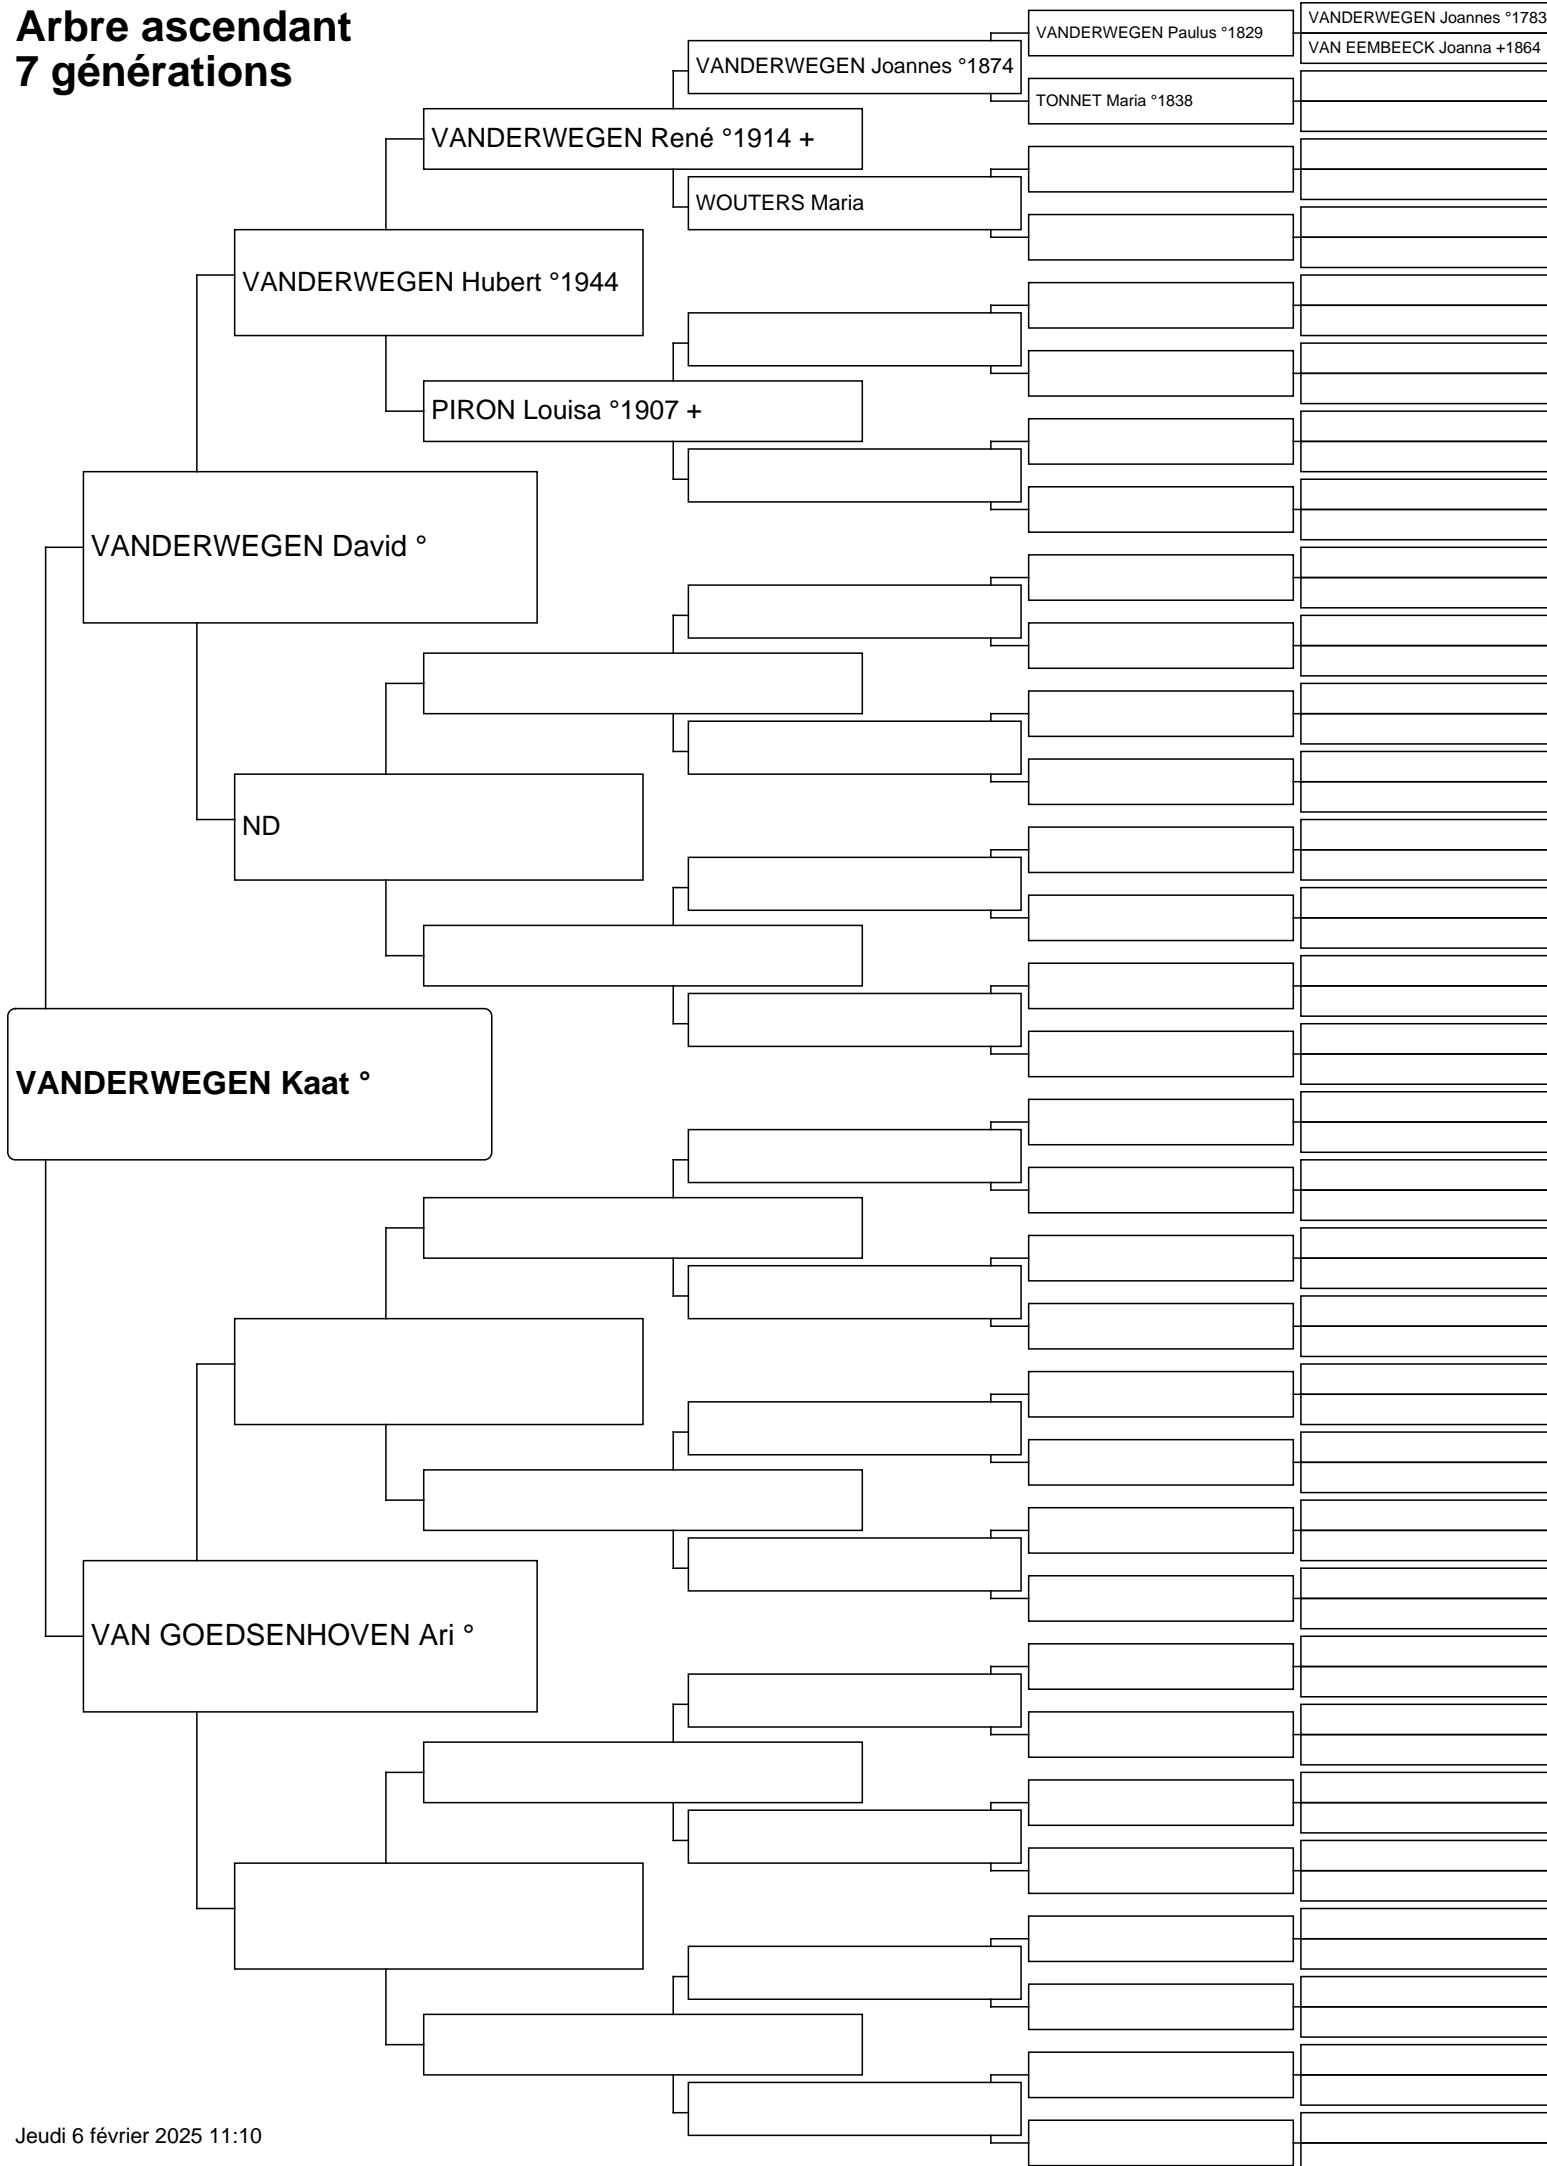 Arbre ascendant
7 générations
VANDERWEGEN Joannes °1783
VANDERWEGEN Paulus °1829
VAN EEMBEECK Joanna +1864
VANDERWEGEN Joannes °1874
TONNET Maria °1838
VANDERWEGEN René °1914 +
WOUTERS Maria
VANDERWEGEN Hubert °1944
PIRON Louisa °1907 +
VANDERWEGEN David °
ND
VANDERWEGEN Kaat °
VAN GOEDSENHOVEN Ari °
Jeudi 6 février 2025 11:10